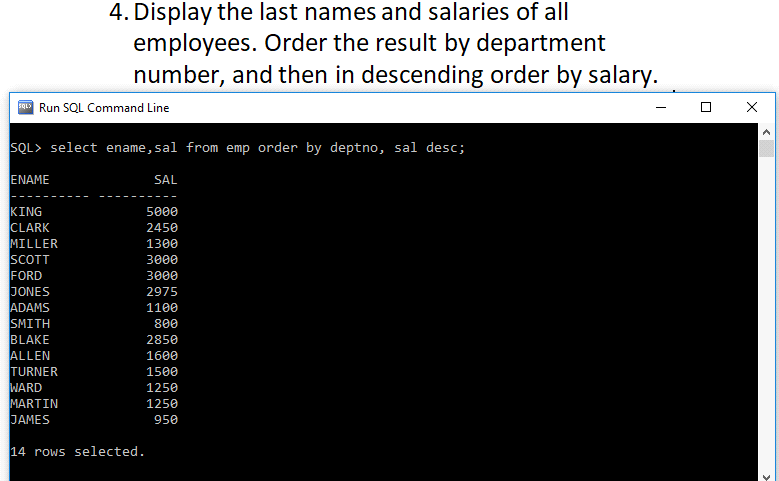 4. Display the last names and salaries of all
employees. Order the result by department
number, and then in descending order by salary.
SQL> Run SQL Command Line
SQL> select ename,sal from emp order by deptno, sal desc;
ENAME             SAL
---------- ----------
KING             5000
CLARK            2450
MILLER           1300
SCOTT            3000
FORD             3000
JONES            2975
ADAMS            1100
SMITH             800
BLAKE            2850
ALLEN            1600
TURNER           1500
WARD             1250
MARTIN           1250
JAMES             950
14 rows selected.